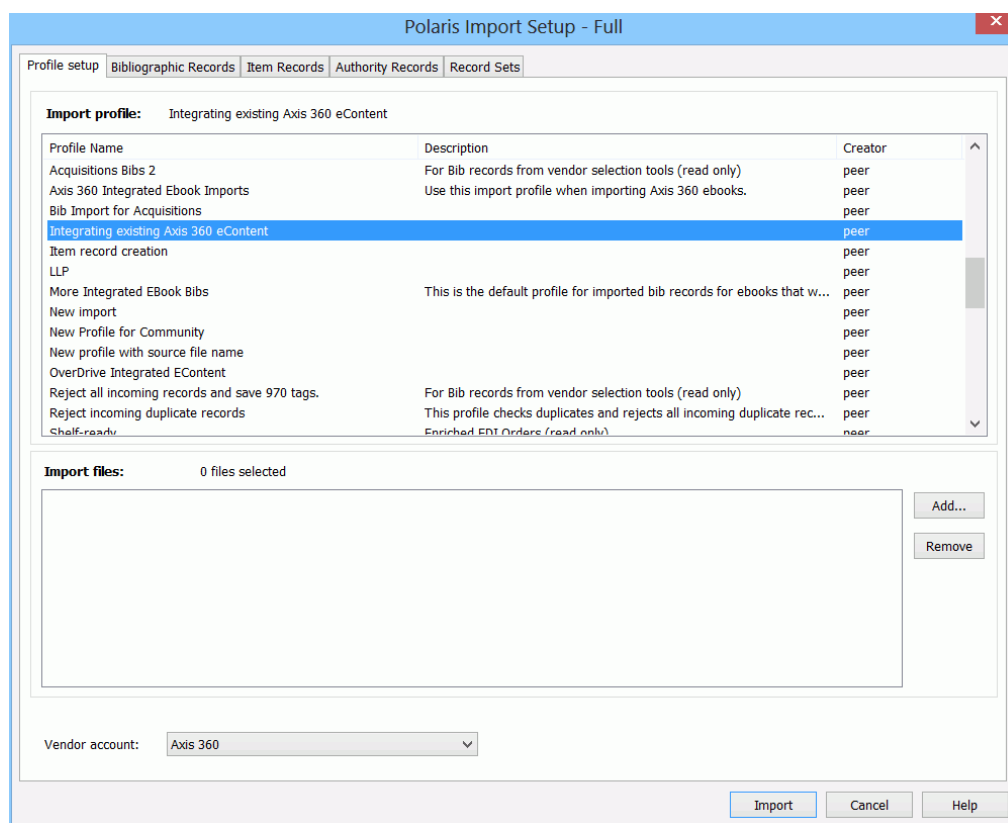 Polaris Import Setup - Full
Profile setup Bibliographic Records Item Records Authority Records Record Sets
Import profile: Integrating existing Axis 360 eContent
Profile Name Description Creator
Acquisitions Bibs 2 For Bib records from vendor selection tools (read only) peer
Axis 360 Integrated Ebook Imports Use this import profile when importing Axis 360 ebooks. peer
Bib Import for Acquisitions peer
Integrating existing Axis 360 eContent peer
Item record creation peer
LLP peer
More Integrated EBook Bibs This is the default profile for imported bib records for ebooks that w... peer
New import peer
New Profile for Community peer
New profile with source file name peer
OverDrive Integrated EContent peer
Reject all incoming records and save 970 tags. For Bib records from vendor selection tools (read only) peer
Reject incoming duplicate records This profile checks duplicates and rejects all incoming duplicate rec... peer
Shelf-ready Enriched EDI Orders (read only) peer
Import files: 0 files selected
Add...
Remove
Vendor account: Axis 360
Import Cancel Help